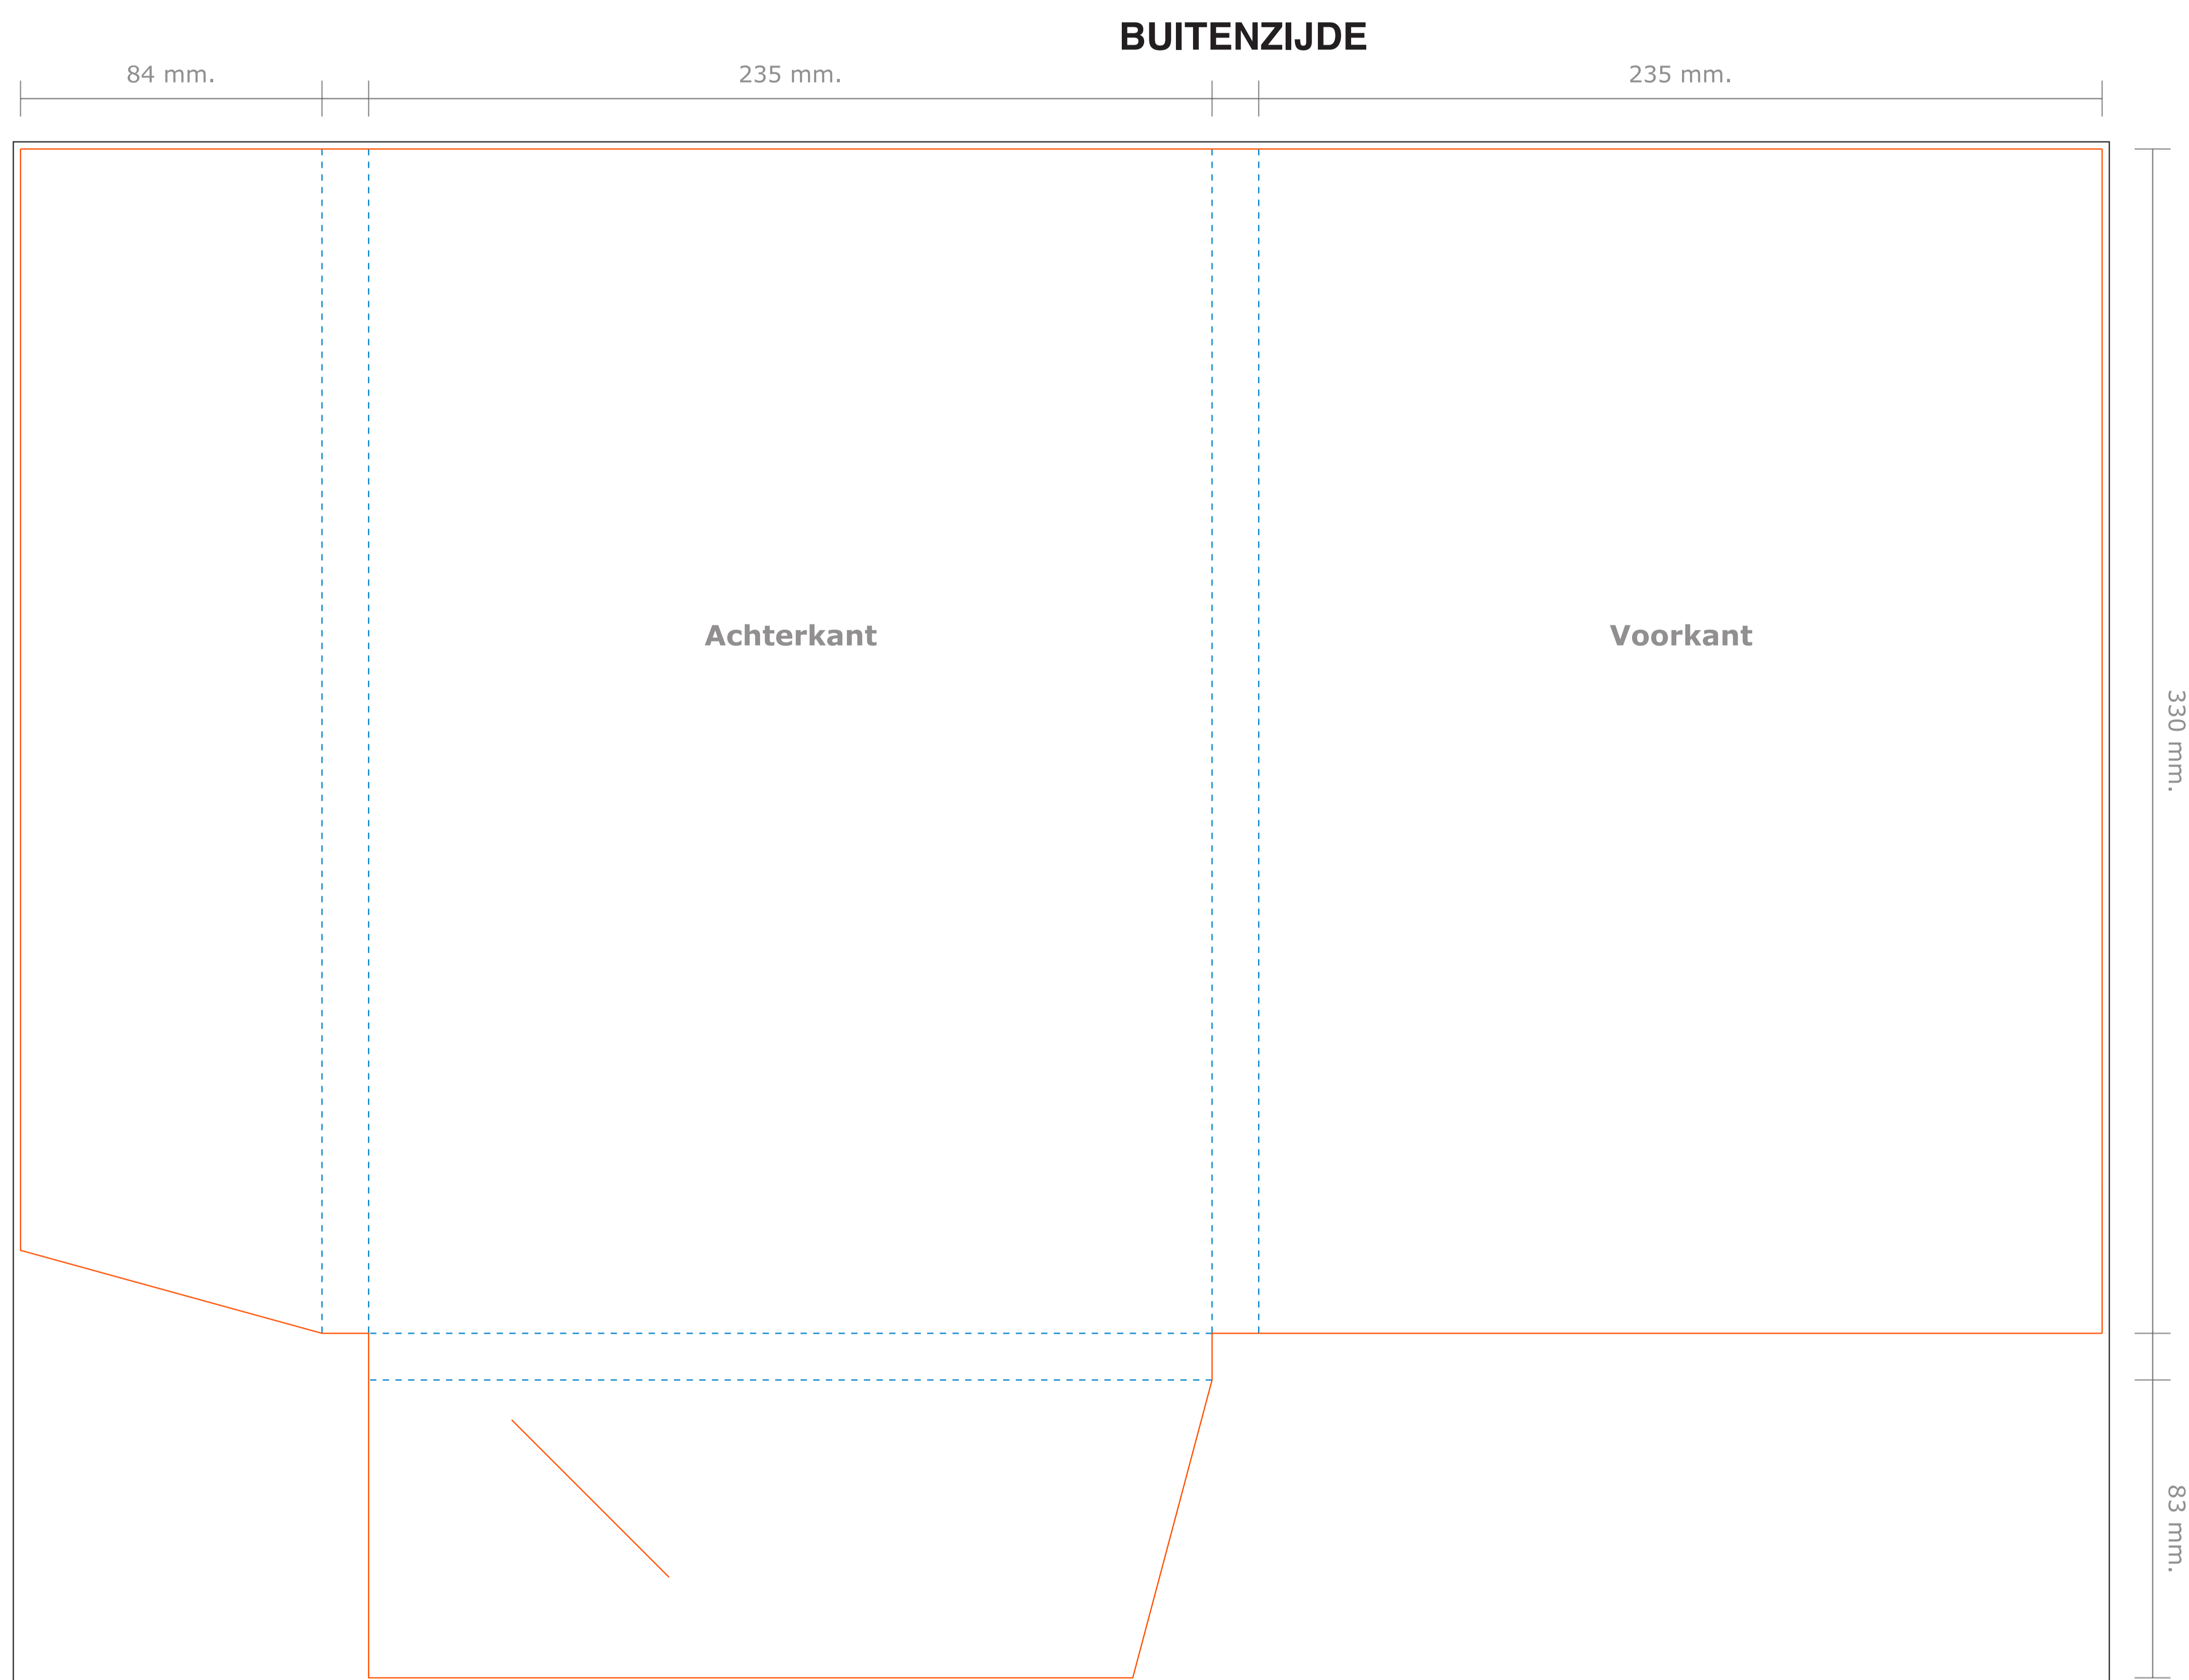 BUITENZIJDE
84 mm.
235 mm.
235 mm.
Achterkant
Voorkant
330 mm.
83 mm.